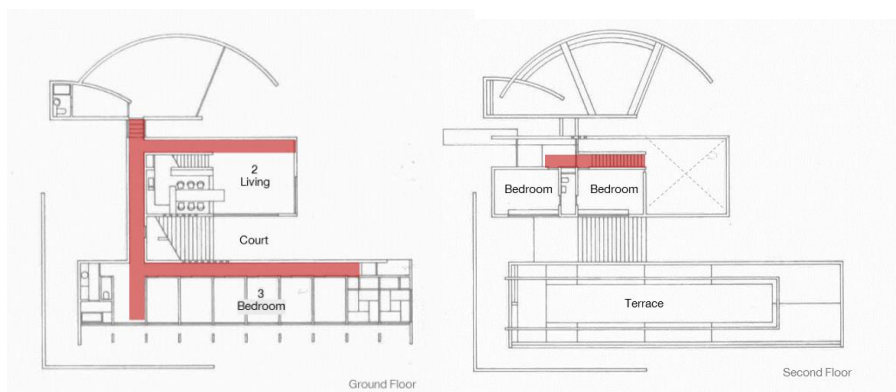 2
Living
Court
3
Bedroom
Ground Floor
Bedroom
Bedroom
Terrace
Second Floor